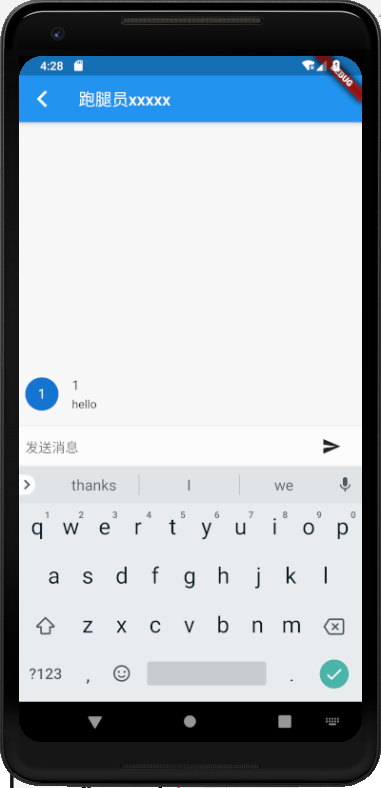 4:28
DEBUG
跑腿员xxxxx
1
1
hello
发送消息
thanks I we
1 2 3 4 5 6 7 8 9 0
q w e r t y u i o p
a s d f g h j k l
z x c v b n m
?123 , .